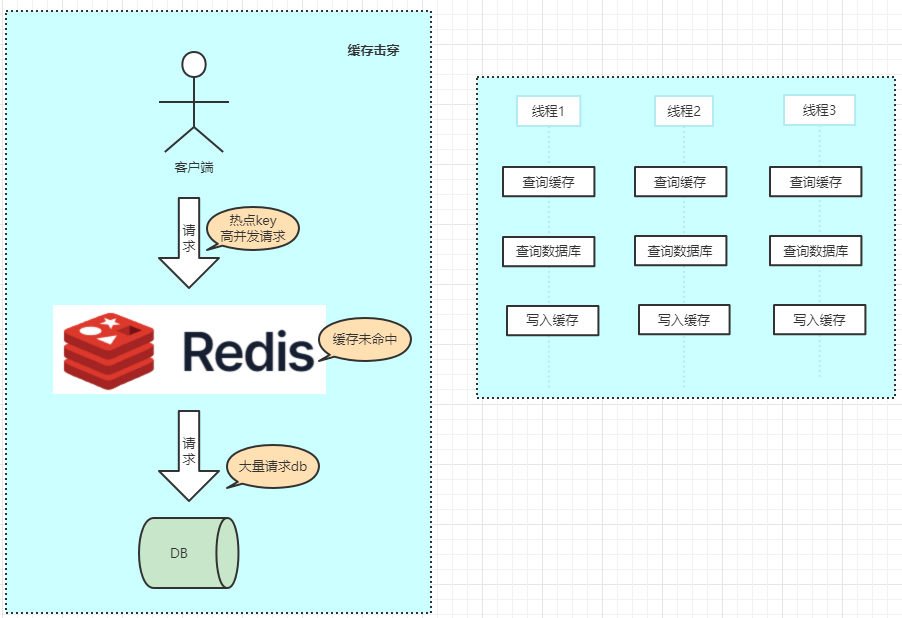 缓存击穿
客户端
请
求
热点key
高并发请求
Redis
缓存未命中
请
求
大量请求db
DB
线程1
线程2
线程3
查询缓存
查询缓存
查询缓存
查询数据库
查询数据库
查询数据库
写入缓存
写入缓存
写入缓存